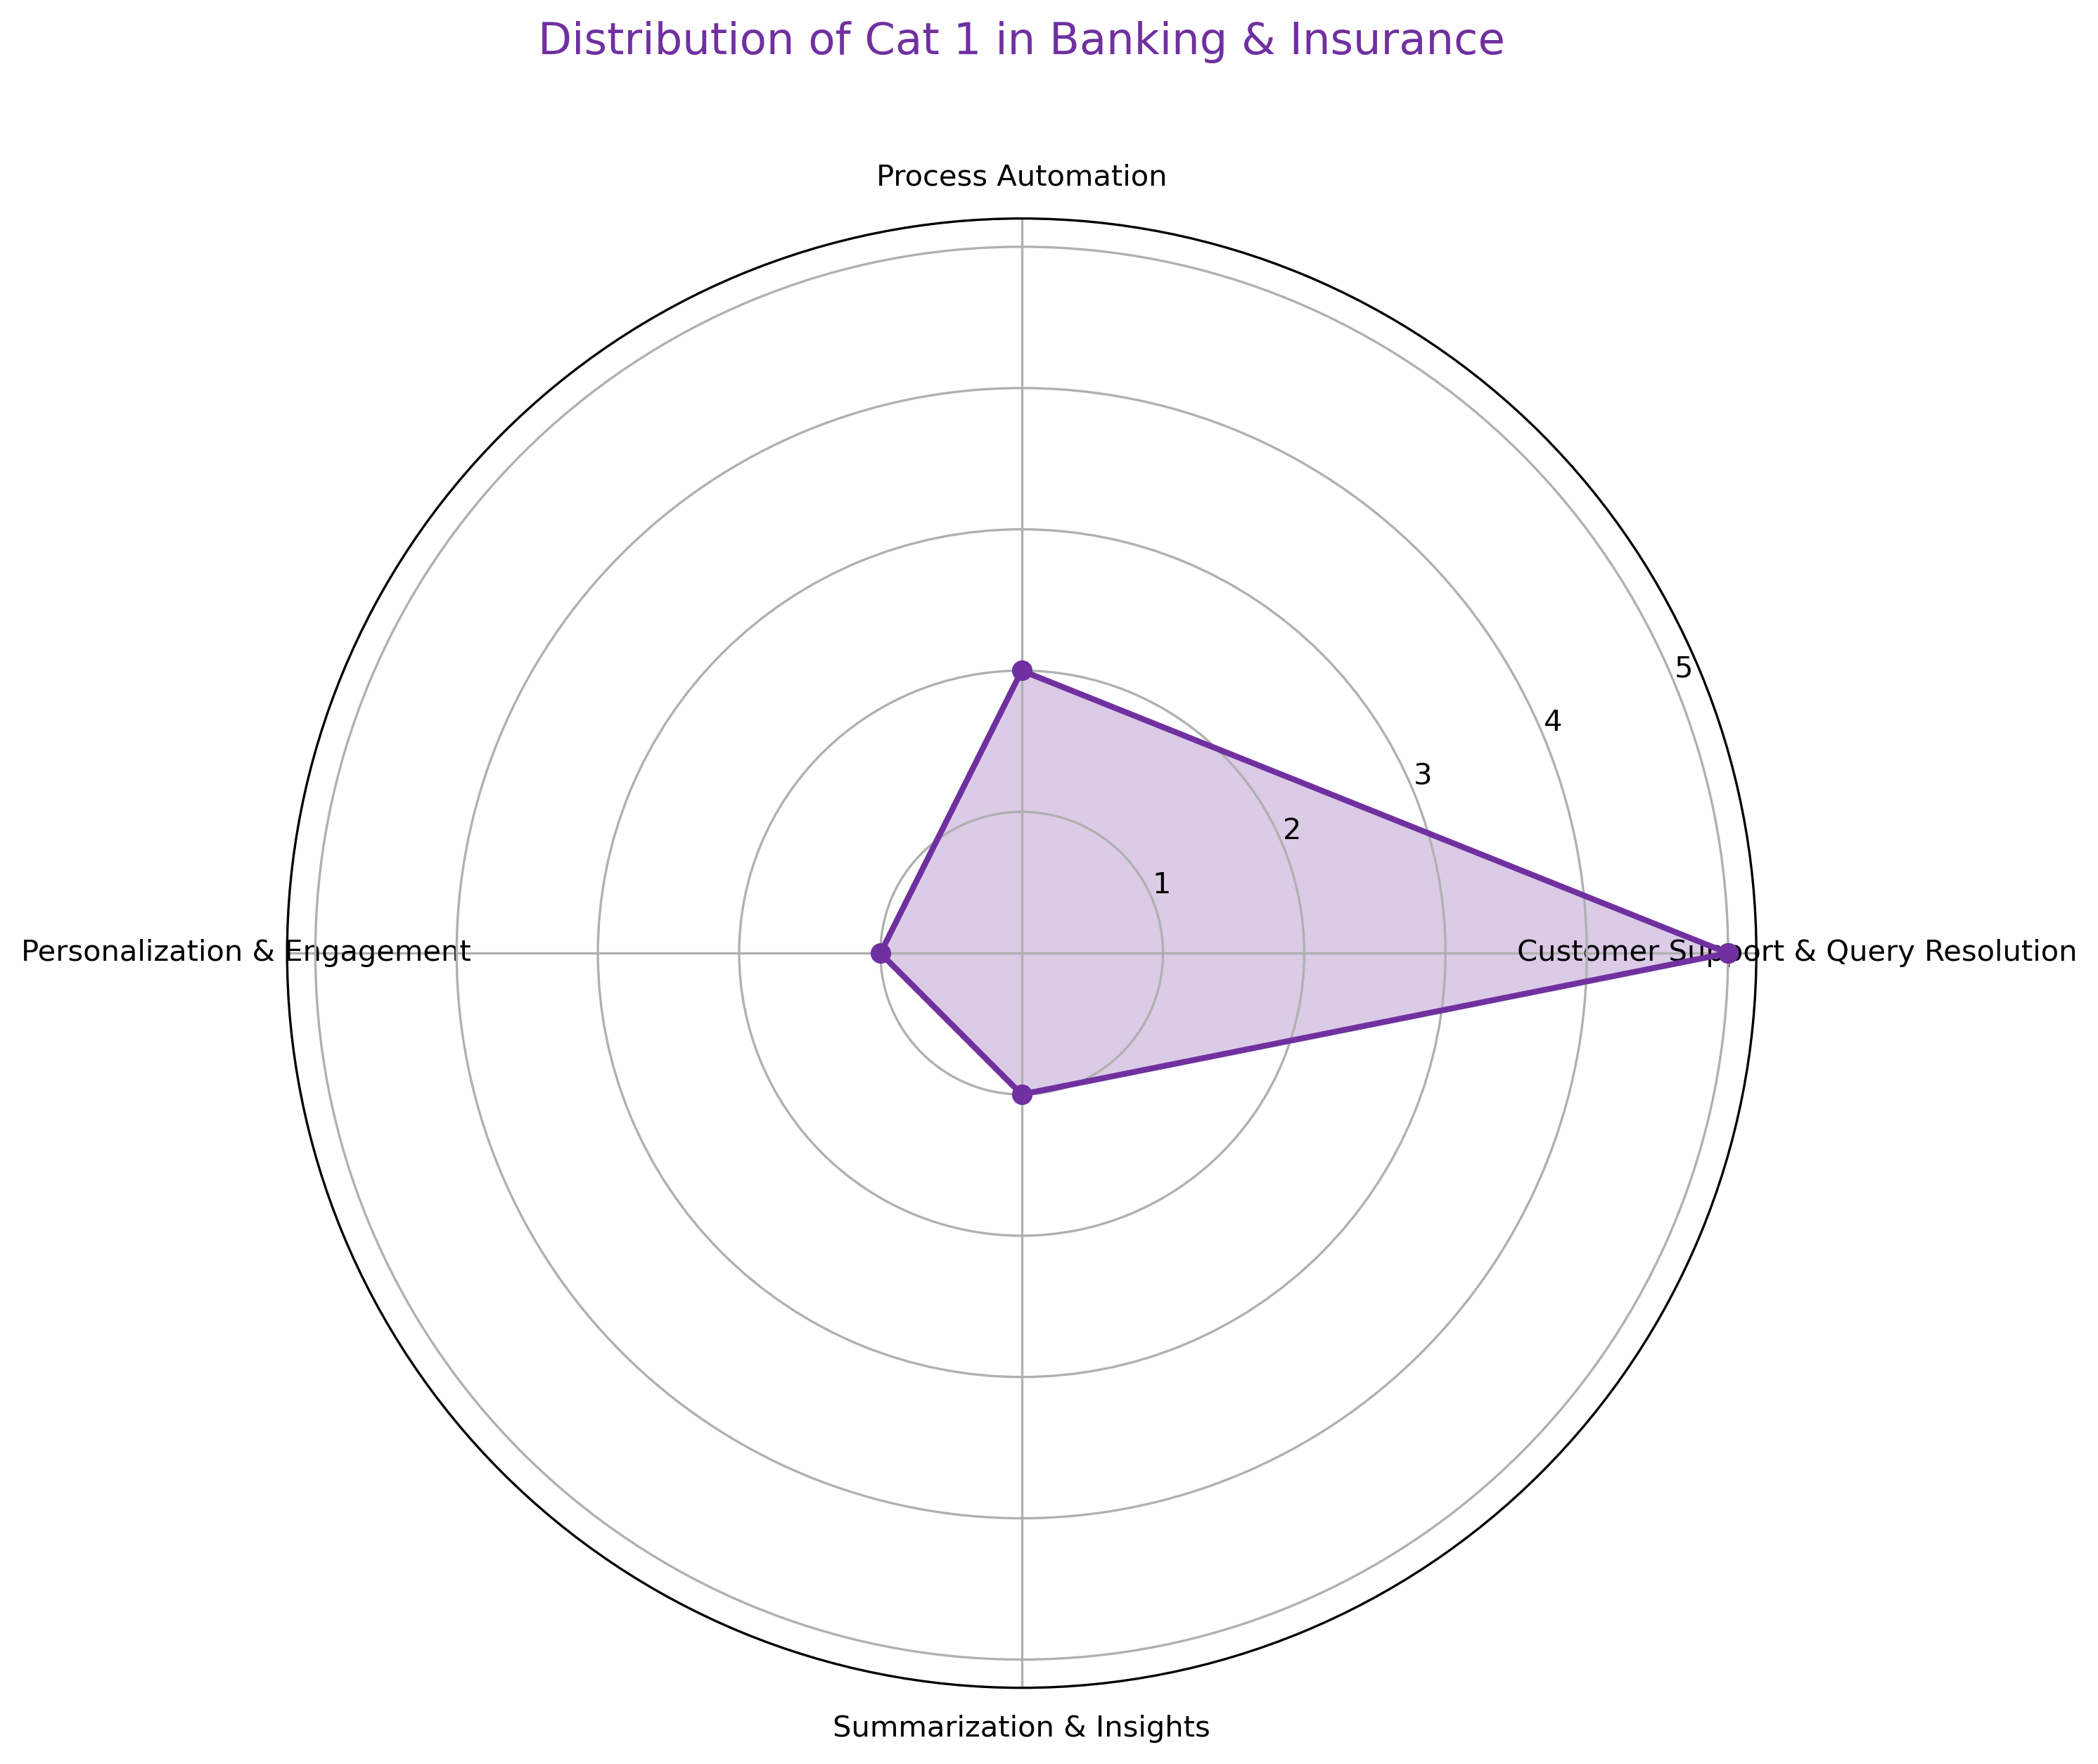 Distribution of Cat 1 in Banking & Insurance
Process Automation
5
4
3
2
1
Personalization & Engagement
Customer Support & Query Resolution
Summarization & Insights